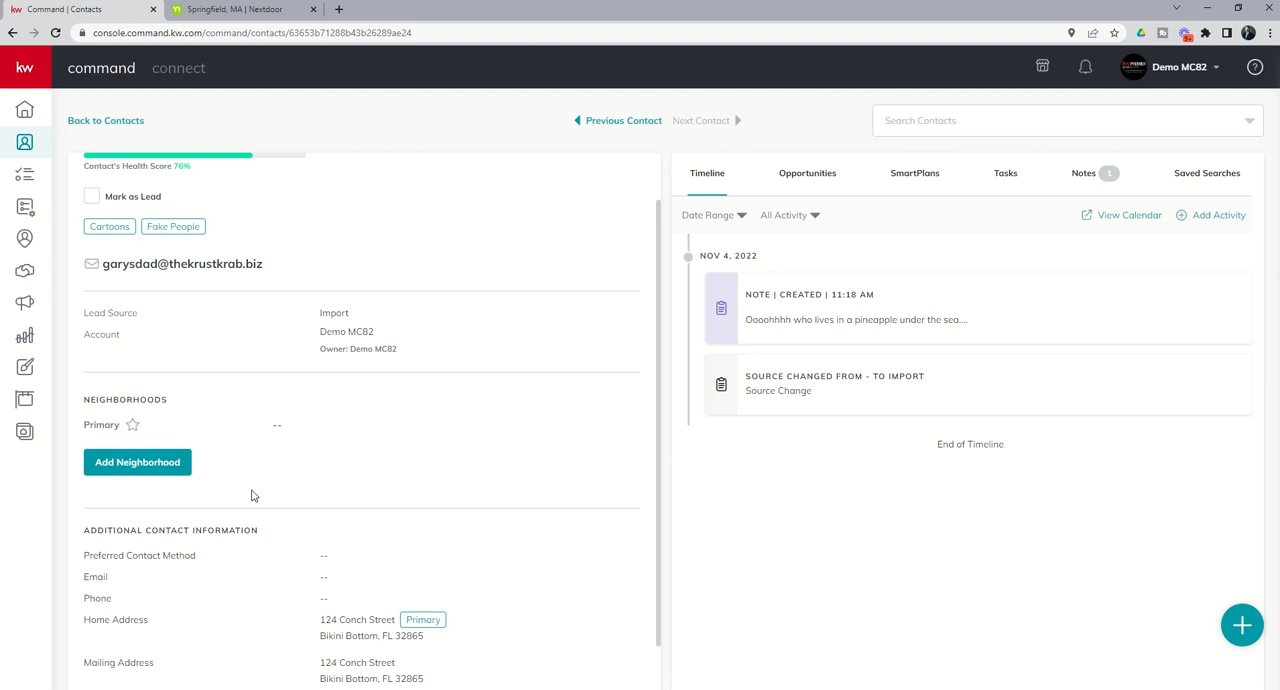 Command | Contacts
Springfield, MA | Nextdoor
console.command.kw.com/command/contacts/63653b71288b43b26289ae24
9+
kw
command connect
Demo MC82
Back to Contacts
Previous Contact Next Contact
Search Contacts
Contact's Health Score 76%
Mark as Lead
Cartoons Fake People
garysdad@thekrustkrab.biz
Lead Source Import
Account Demo MC82
Owner: Demo MC82
NEIGHBORHOODS
Primary --
Add Neighborhood
ADDITIONAL CONTACT INFORMATION
Preferred Contact Method --
Email --
Phone --
Home Address 124 Conch Street Primary
Bikini Bottom, FL 32865
Mailing Address 124 Conch Street
Bikini Bottom, FL 32865
Timeline Opportunities SmartPlans Tasks Notes 1 Saved Searches
Date Range All Activity View Calendar Add Activity
NOV 4, 2022
NOTE | CREATED | 11:18 AM
Ooohhhh who lives in a pineapple under the sea....
SOURCE CHANGED FROM - TO IMPORT
Source Change
End of Timeline